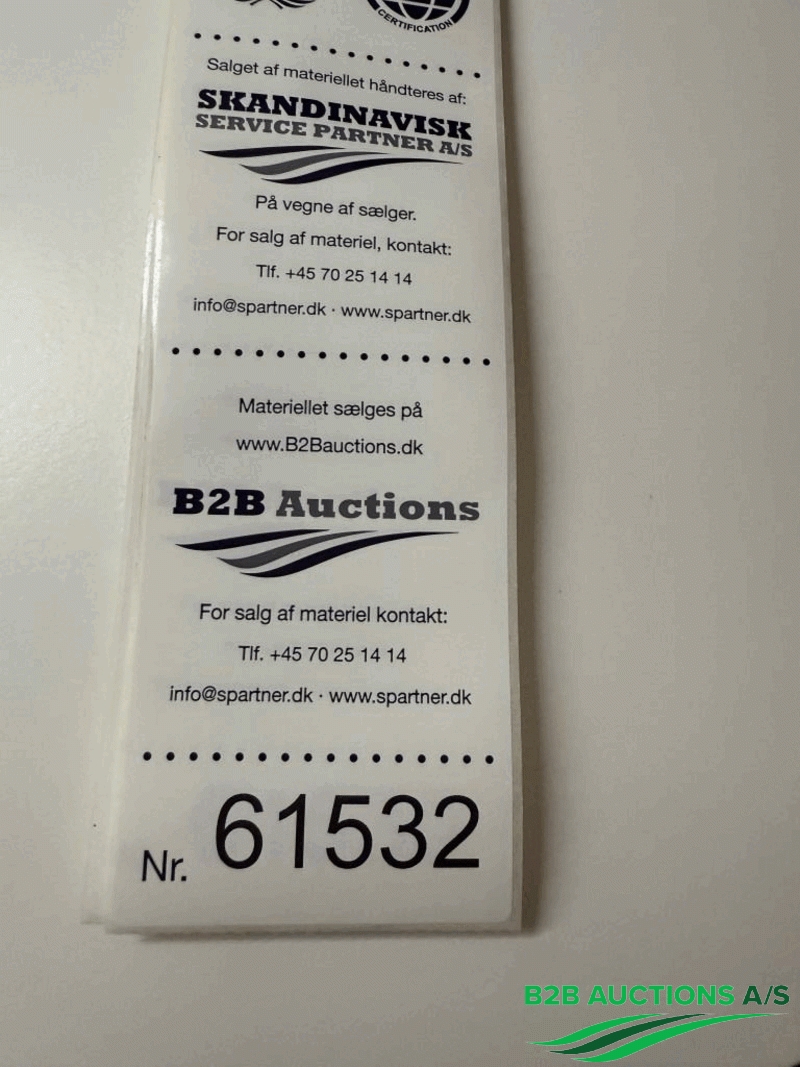 CERTIFICATION
Salget af materiellet håndteres af:
SKANDINAVISK
SERVICE PARTNER A/S
På vegne af sælger.
For salg af materiel, kontakt:
Tlf. +45 70 25 14 14
info@spartner.dk · www.spartner.dk
Materiellet sælges på
www.B2Bauctions.dk
B2B Auctions
For salg af materiel kontakt:
Tlf. +45 70 25 14 14
info@spartner.dk · www.spartner.dk
Nr. 61532
B2B AUCTIONS A/S